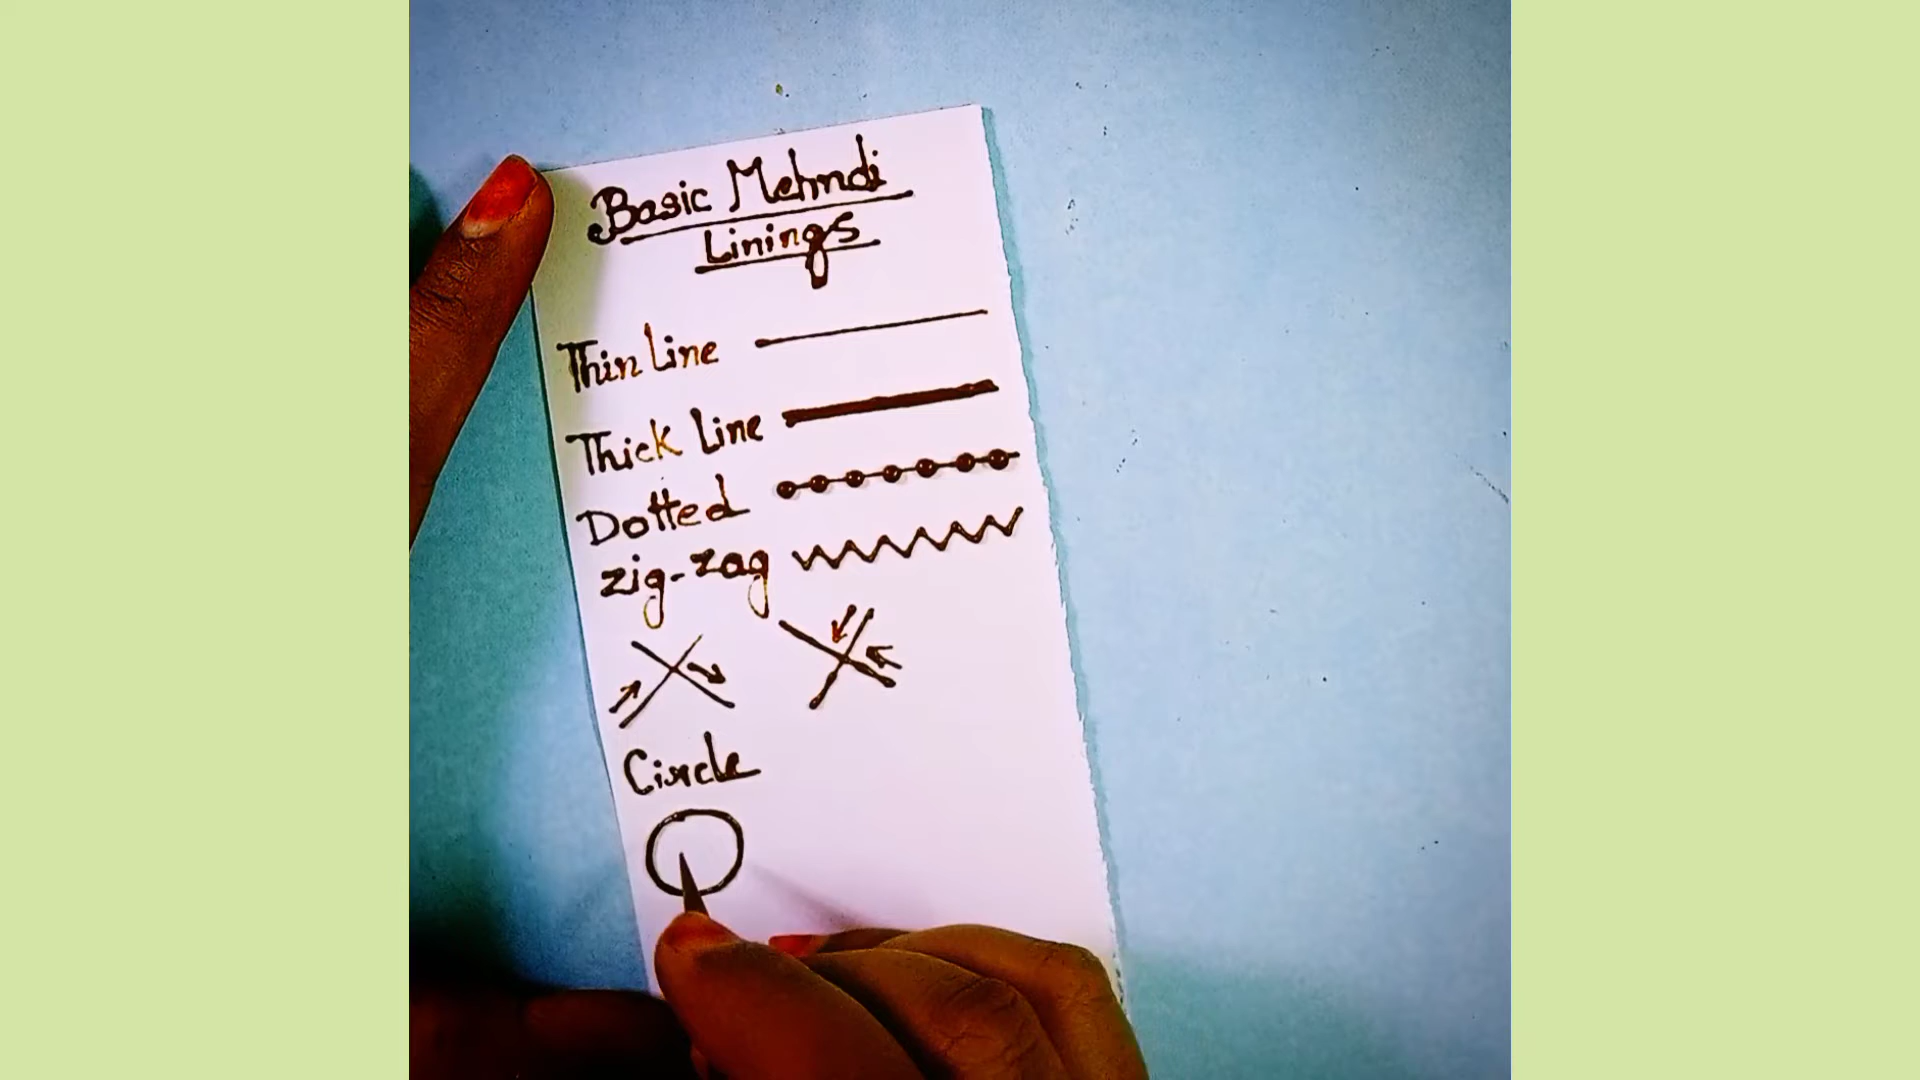 Basic Mehndi
Linings
Thin Line
Thick Line
Dotted
zig-zag
Circle